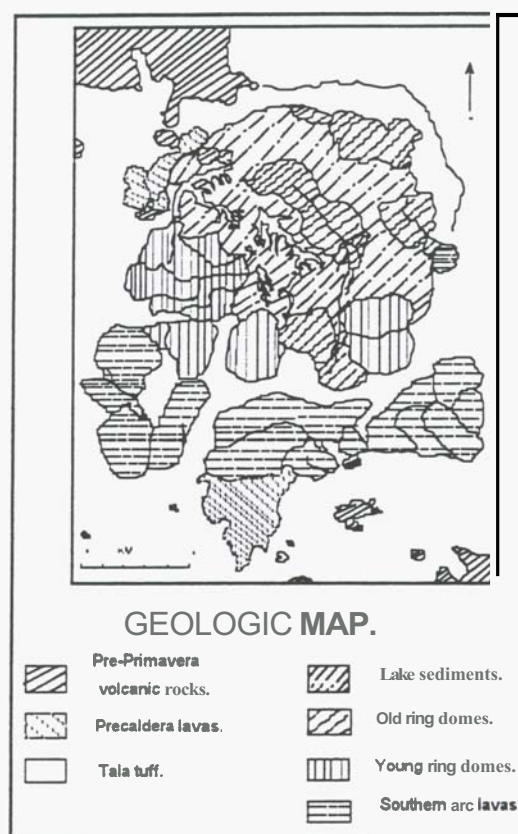 KM
GEOLOGIC MAP.
Pre-Primavera
volcanic rocks.
Precaldera lavas.
Tala tuff.
Lake sediments.
Old ring domes.
Young ring domes.
Southern arc lavas